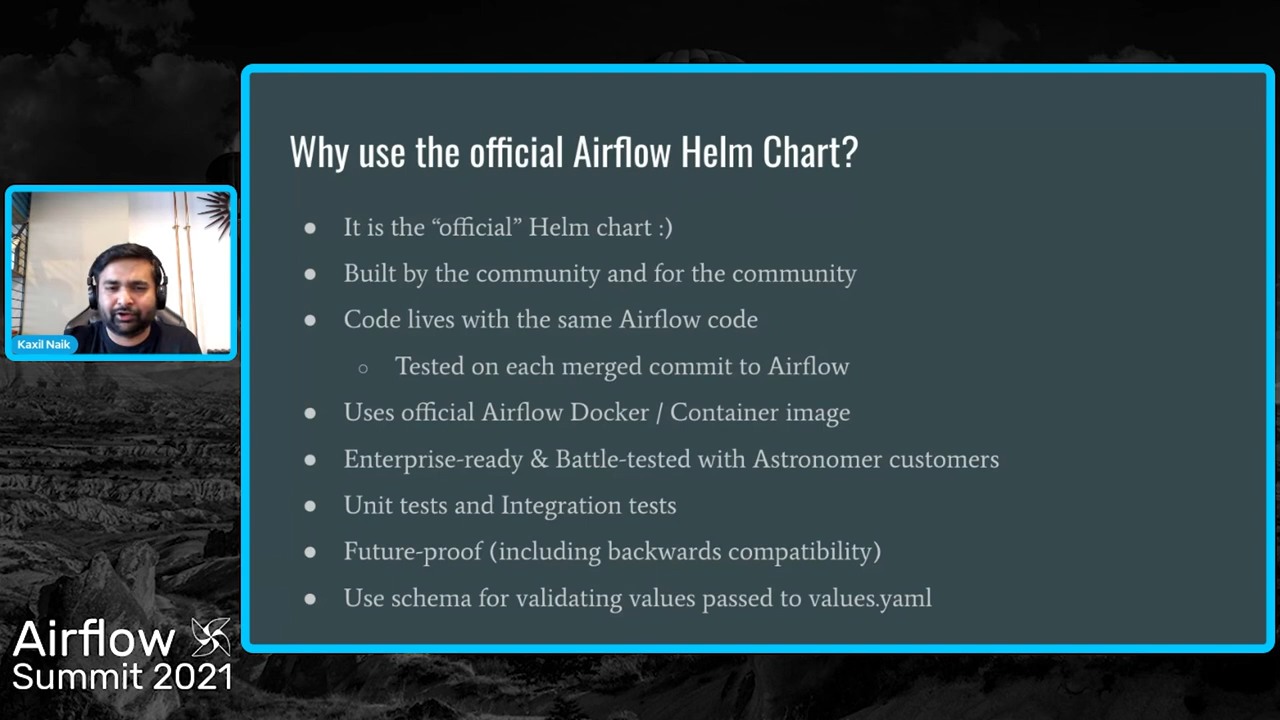 Why use the official Airflow Helm Chart?
● It is the “official” Helm chart :)
● Built by the community and for the community
● Code lives with the same Airflow code
○ Tested on each merged commit to Airflow
● Uses official Airflow Docker / Container image
● Enterprise-ready & Battle-tested with Astronomer customers
● Unit tests and Integration tests
● Future-proof (including backwards compatibility)
● Use schema for validating values passed to values.yaml
Kaxil Naik
Airflow
Summit 2021